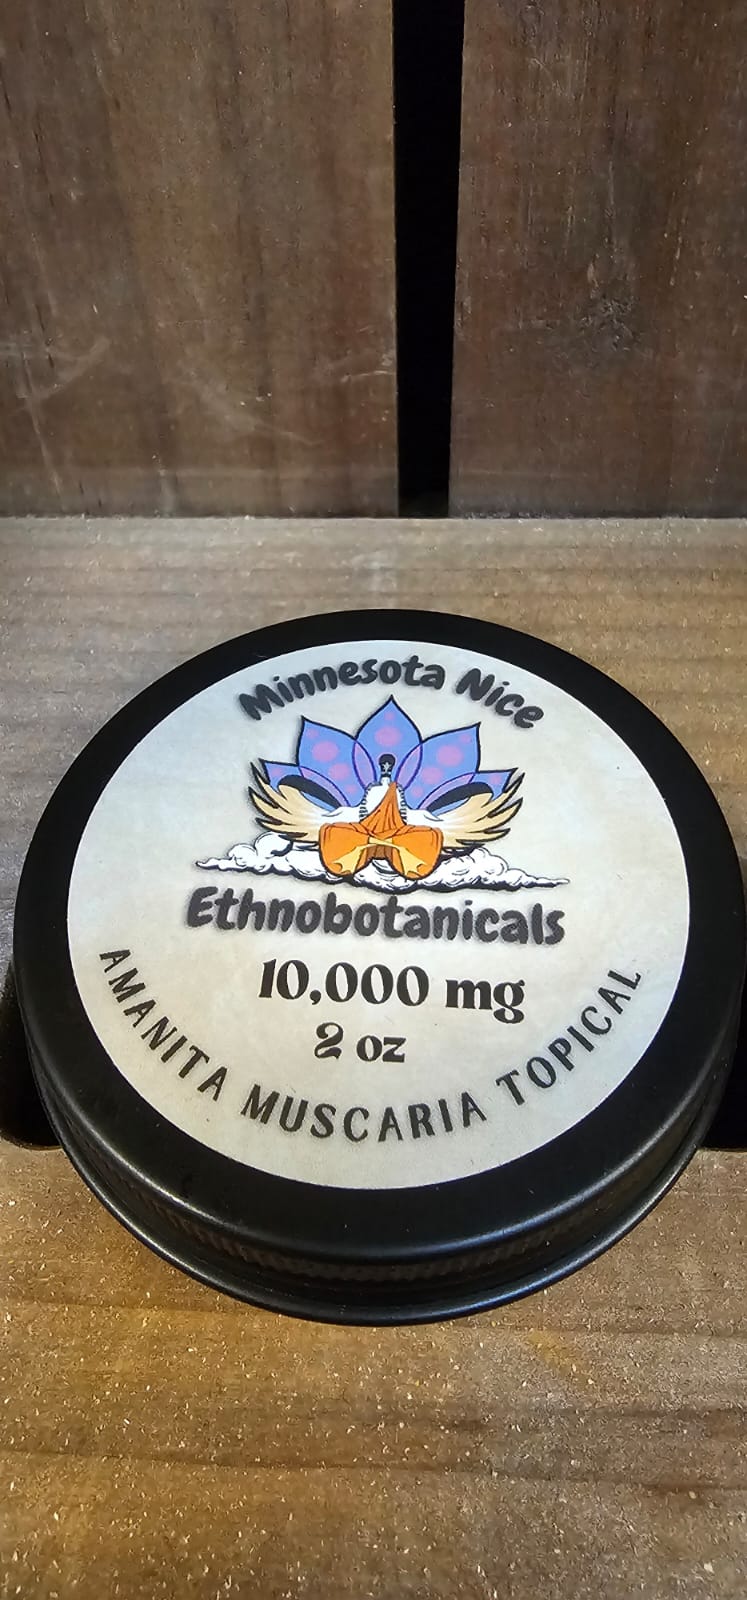 Minnesota Nice
Ethnobotanicals
10,000 mg
2 oz
AMANITA MUSCARIA TOPICAL